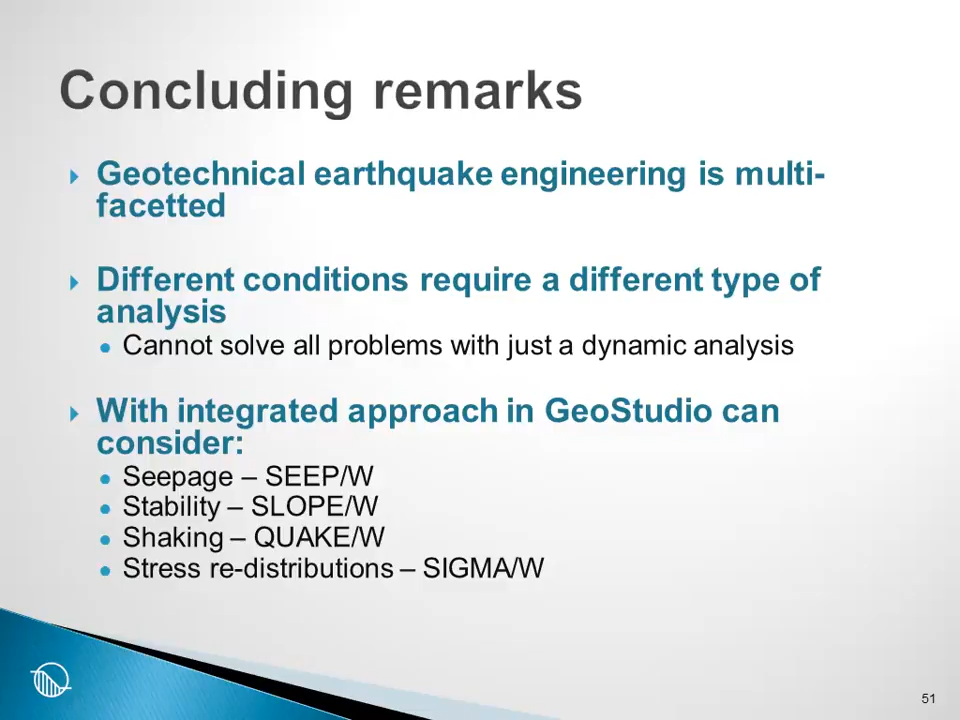 Concluding remarks
Geotechnical earthquake engineering is multi-
facetted
Different conditions require a different type of
analysis
Cannot solve all problems with just a dynamic analysis
With integrated approach in GeoStudio can
consider:
Seepage – SEEP/W
Stability – SLOPE/W
Shaking – QUAKE/W
Stress re-distributions – SIGMA/W
51